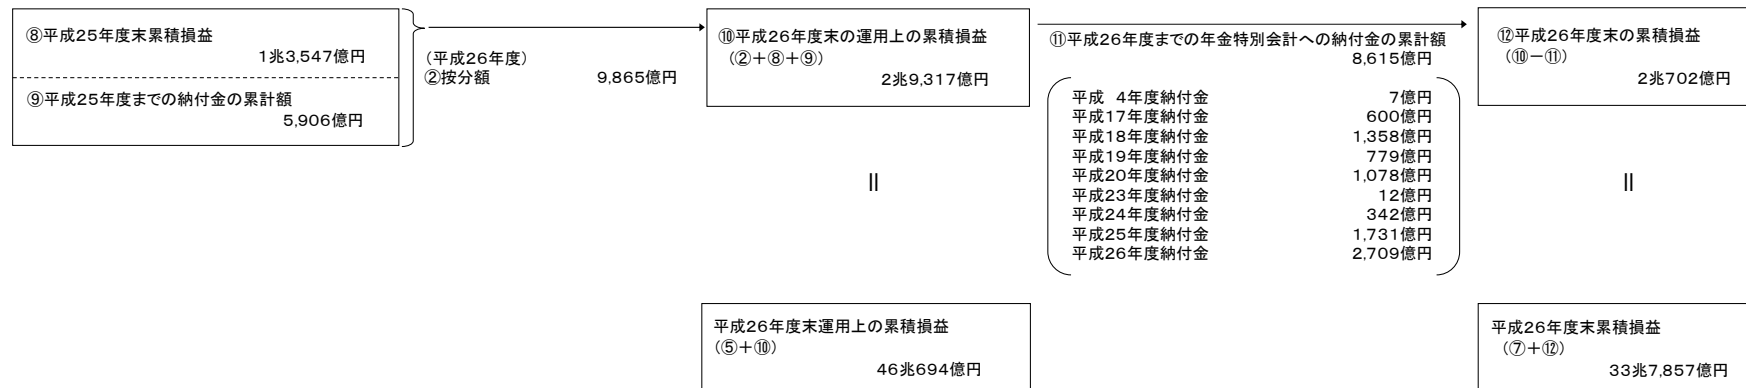 ⑧平成25年度末累積損益
1兆3,547億円
⑨平成25年度までの納付金の累計額
5,906億円
（平成26年度）
②按分額 9,865億円
⑩平成26年度末の運用上の累積損益
（②＋⑧＋⑨）
2兆9,317億円
⑪平成26年度までの年金特別会計への納付金の累計額
8,615億円
平成 4年度納付金 7億円
平成17年度納付金 600億円
平成18年度納付金 1,358億円
平成19年度納付金 779億円
平成20年度納付金 1,078億円
平成23年度納付金 12億円
平成24年度納付金 342億円
平成25年度納付金 1,731億円
平成26年度納付金 2,709億円
⑫平成26年度末の累積損益
（⑩－⑪）
2兆702億円
＝
＝
平成26年度末運用上の累積損益
（⑤＋⑩）
46兆694億円
平成26年度末累積損益
（⑦＋⑫）
33兆7,857億円